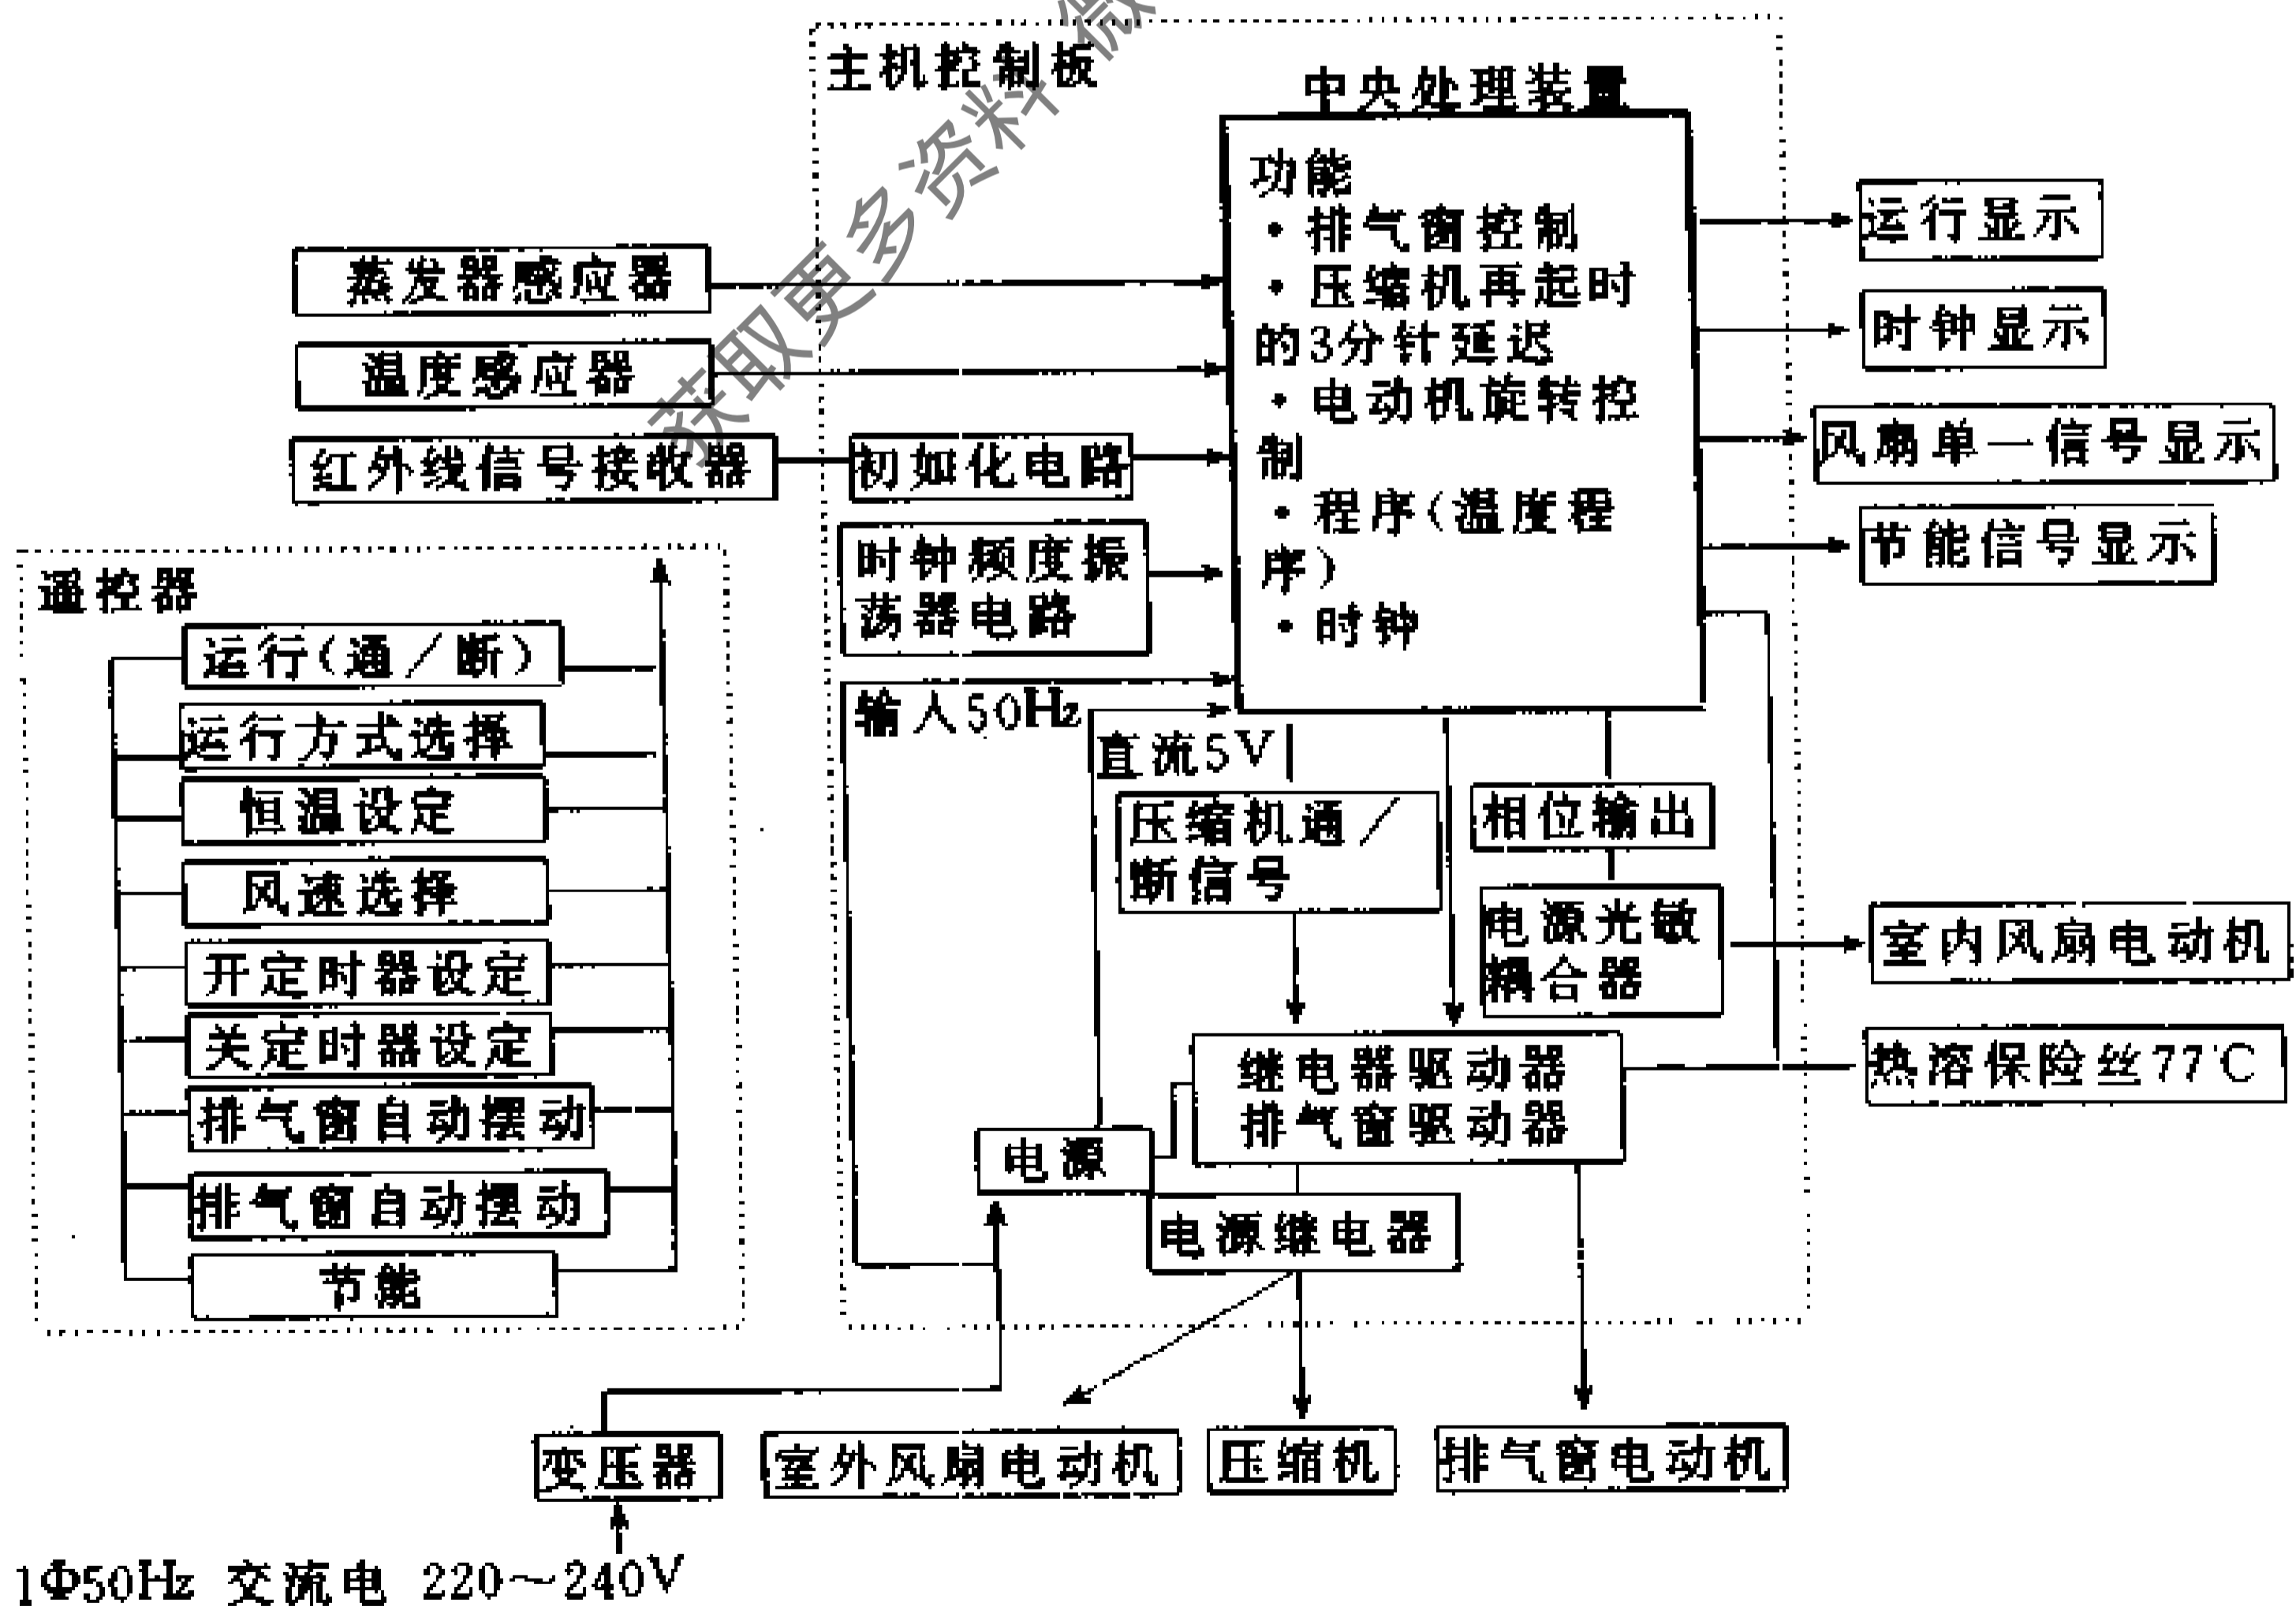 主机控制板
中央处理装置
功能
·排气窗控制
·压缩机再起时
的3分针延迟
·电动机旋转控
制
·程序(温度程
序)
·时钟
蒸发器感应器
温度感应器
红外线信号接收器
初如化电路
时钟频度振
荡器电路
输入50Hz
直流5V
运行显示
时钟显示
风扇单一信号显示
节能信号显示
遥控器
运行(通/断)
运行方式选择
恒温设定
风速选择
开定时器设定
关定时器设定
排气窗自动摆动
排气窗自动摆动
节能
压缩机通/
断信号
相位输出
电源光敏
耦合器
室内风扇电动机
热溶保险丝77℃
继电器驱动器
排气窗驱动器
电源
电源继电器
变压器
室外风扇电动机
压缩机
排气窗电动机
1Φ50Hz 交流电 220～240V
获取更多资料 微